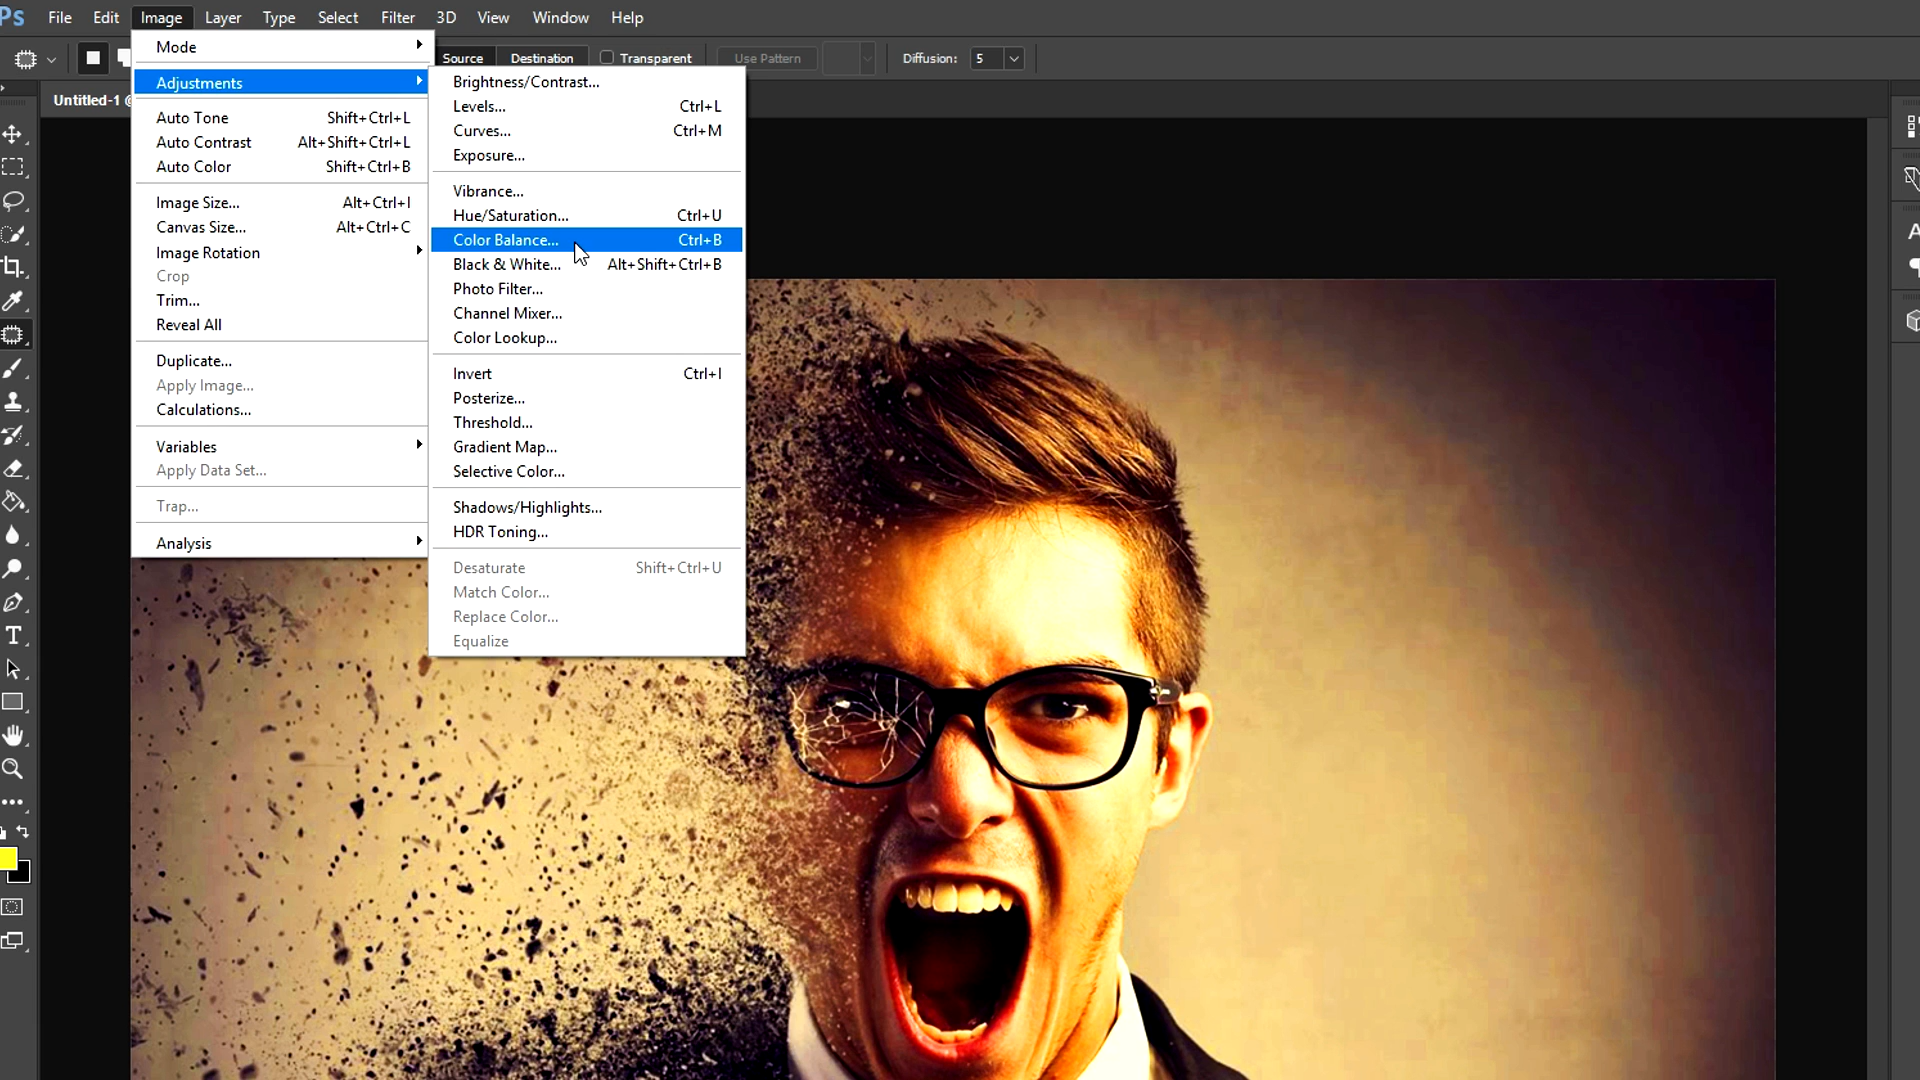 Ps File Edit Image Layer Type Select Filter 3D View Window Help
Source Destination Transparent Use Pattern Diffusion: 5
Untitled-1
Mode
Adjustments
Auto Tone Shift+Ctrl+L
Auto Contrast Alt+Shift+Ctrl+L
Auto Color Shift+Ctrl+B
Image Size... Alt+Ctrl+I
Canvas Size... Alt+Ctrl+C
Image Rotation
Crop
Trim...
Reveal All
Duplicate...
Apply Image...
Calculations...
Variables
Apply Data Set...
Trap...
Analysis
Brightness/Contrast...
Levels... Ctrl+L
Curves... Ctrl+M
Exposure...
Vibrance...
Hue/Saturation... Ctrl+U
Color Balance... Ctrl+B
Black & White... Alt+Shift+Ctrl+B
Photo Filter...
Channel Mixer...
Color Lookup...
Invert Ctrl+I
Posterize...
Threshold...
Gradient Map...
Selective Color...
Shadows/Highlights...
HDR Toning...
Desaturate Shift+Ctrl+U
Match Color...
Replace Color...
Equalize